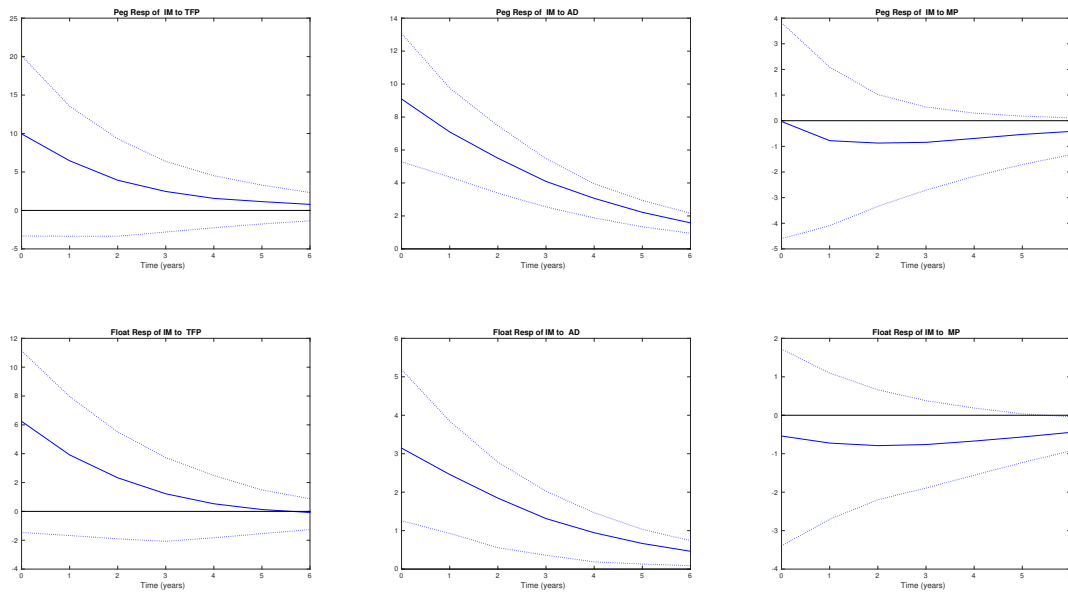 Peg Resp of IM to TFP
25
20
15
10
5
0
-5
0 1 2 3 4 5 6
Time (years)
Peg Resp of IM to AD
14
12
10
8
6
4
2
0
0 1 2 3 4 5 6
Time (years)
Peg Resp of IM to MP
4
3
2
1
0
-1
-2
-3
-4
-5
0 1 2 3 4 5
Time (years)
Float Resp of IM to TFP
12
10
8
6
4
2
0
-2
-4
0 1 2 3 4 5 6
Time (years)
Float Resp of IM to AD
6
5
4
3
2
1
0
0 1 2 3 4 5 6
Time (years)
Float Resp of IM to MP
2
1
0
-1
-2
-3
-4
0 1 2 3 4 5
Time (years)